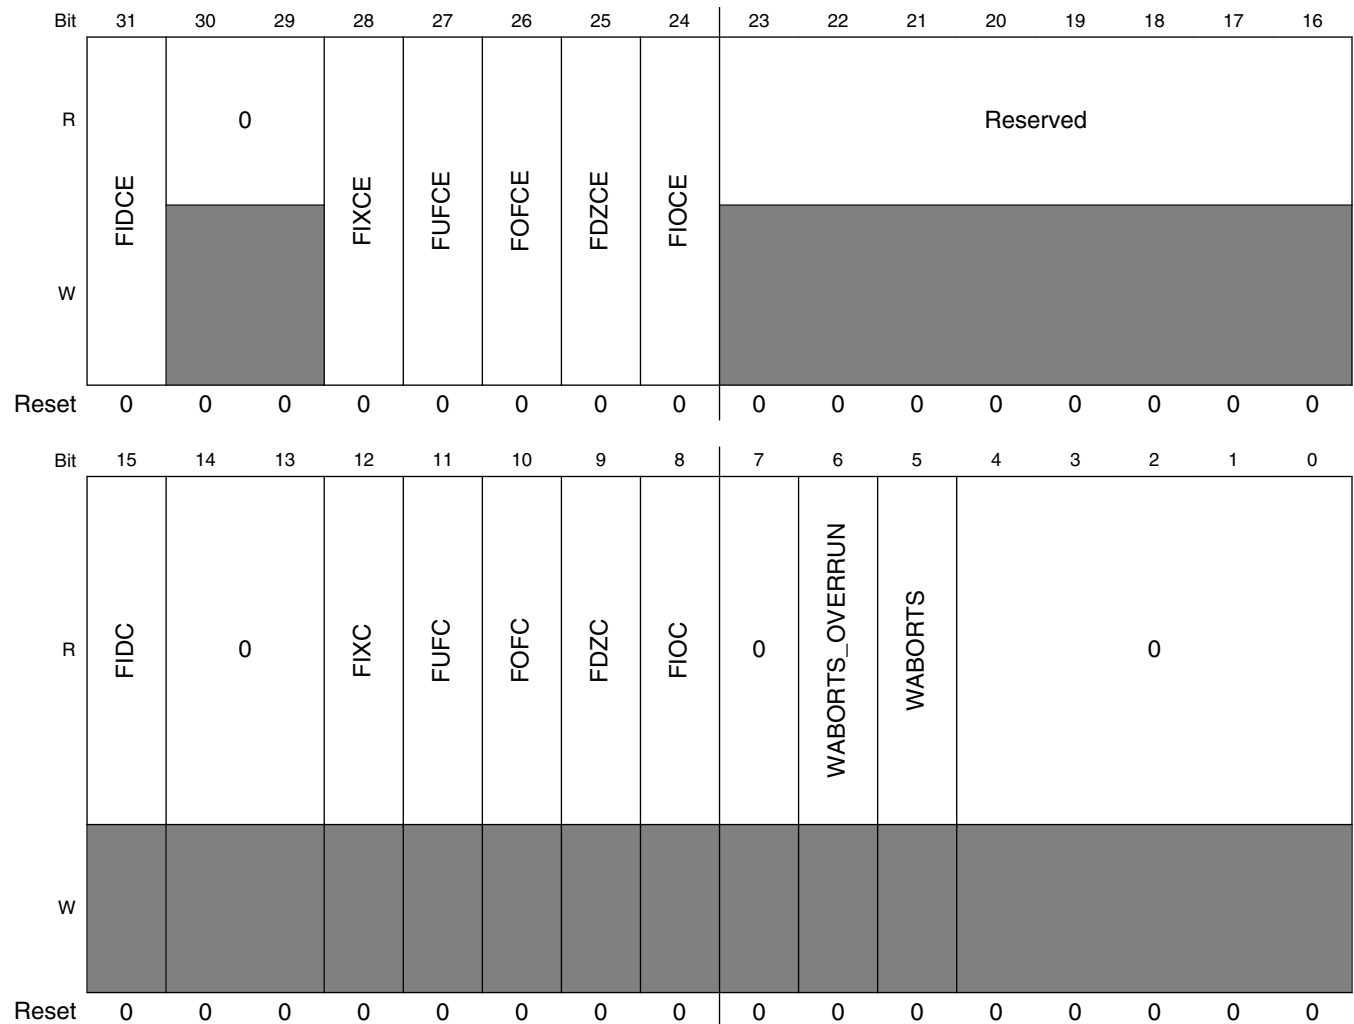 Bit 31 30 29 28 27 26 25 24 23 22 21 20 19 18 17 16
R 0 Reserved
FIDCE FIXCE FUFCE FOFCE FDZCE FIOCE
W
Reset 0 0 0 0 0 0 0 0 0 0 0 0 0 0 0 0
Bit 15 14 13 12 11 10 9 8 7 6 5 4 3 2 1 0
R FIDC 0 FIXC FUFC FOFC FDZC FIOC 0 WABORTS_OVERRUN WABORTS 0
W
Reset 0 0 0 0 0 0 0 0 0 0 0 0 0 0 0 0